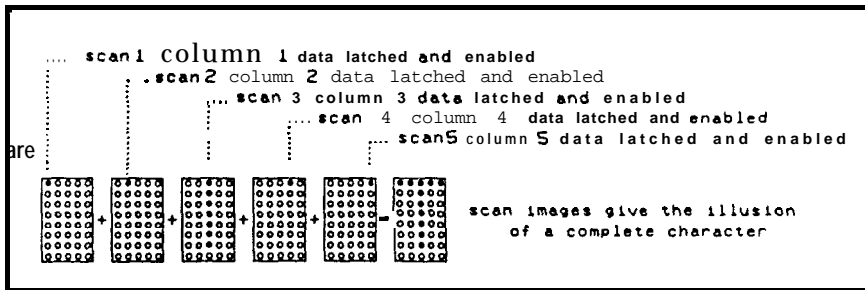 .... scan1 column 1 data latched and enabled
..scan2 column 2 data latched and enabled
.... scan 3 column 3 data latched and enabled
.... scan 4 column 4 data latched and enabled
.... scan5 column 5 data latched and enabled
are
+ + + + =
scan images give the illusion
of a complete character